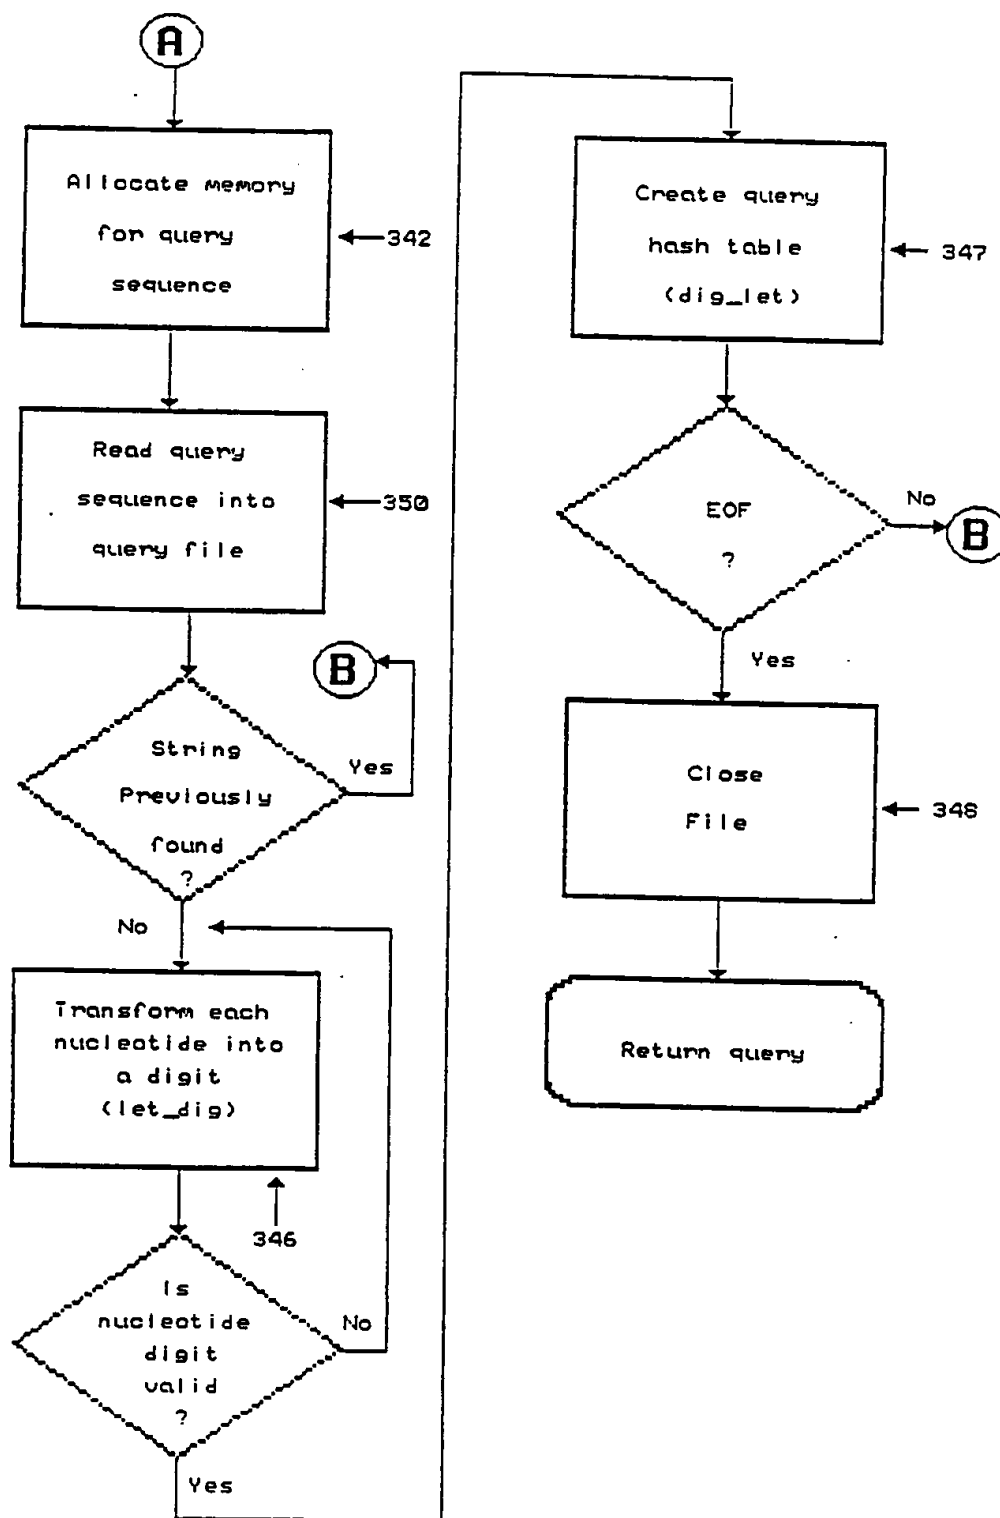 A
Allocate memory
for query
sequence
342
Read query
sequence into
query file
350
B
String
Previously
found
?
Yes
No
Transform each
nucleotide into
a digit
(let_dig)
346
Is
nucleotide
digit
valid
?
No
Yes
Create query
hash table
(dig_let)
347
EOF
?
No
B
Yes
Close
File
348
Return query